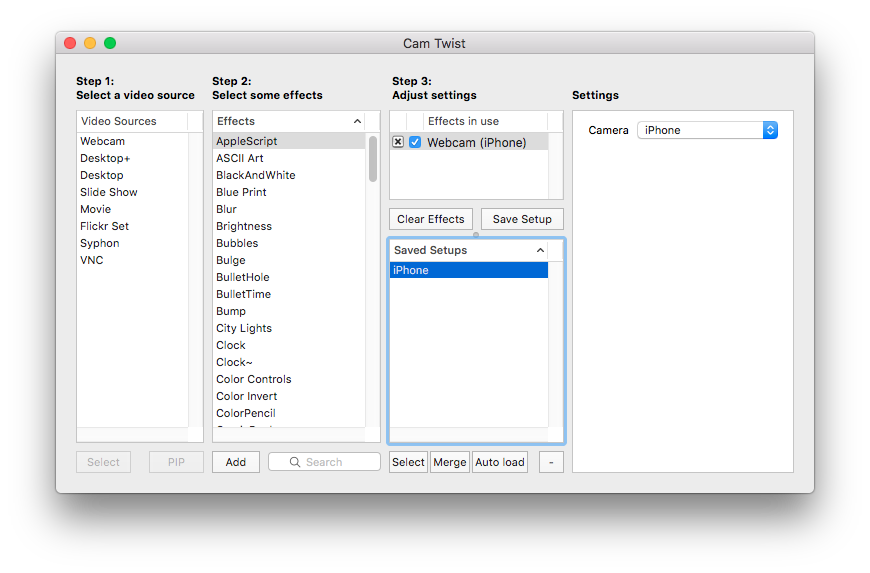 Cam Twist
Step 1:
Select a video source
Step 2:
Select some effects
Step 3:
Adjust settings
Settings
Video Sources
Webcam
Desktop+
Desktop
Slide Show
Movie
Flickr Set
Syphon
VNC
Select
PIP
Effects
AppleScript
ASCII Art
BlackAndWhite
Blue Print
Blur
Brightness
Bubbles
Bulge
BulletHole
BulletTime
Bump
City Lights
Clock
Clock~
Color Controls
Color Invert
ColorPencil
Add
Search
Effects in use
Webcam (iPhone)
Clear Effects
Save Setup
Saved Setups
iPhone
Select
Merge
Auto load
-
Camera
iPhone